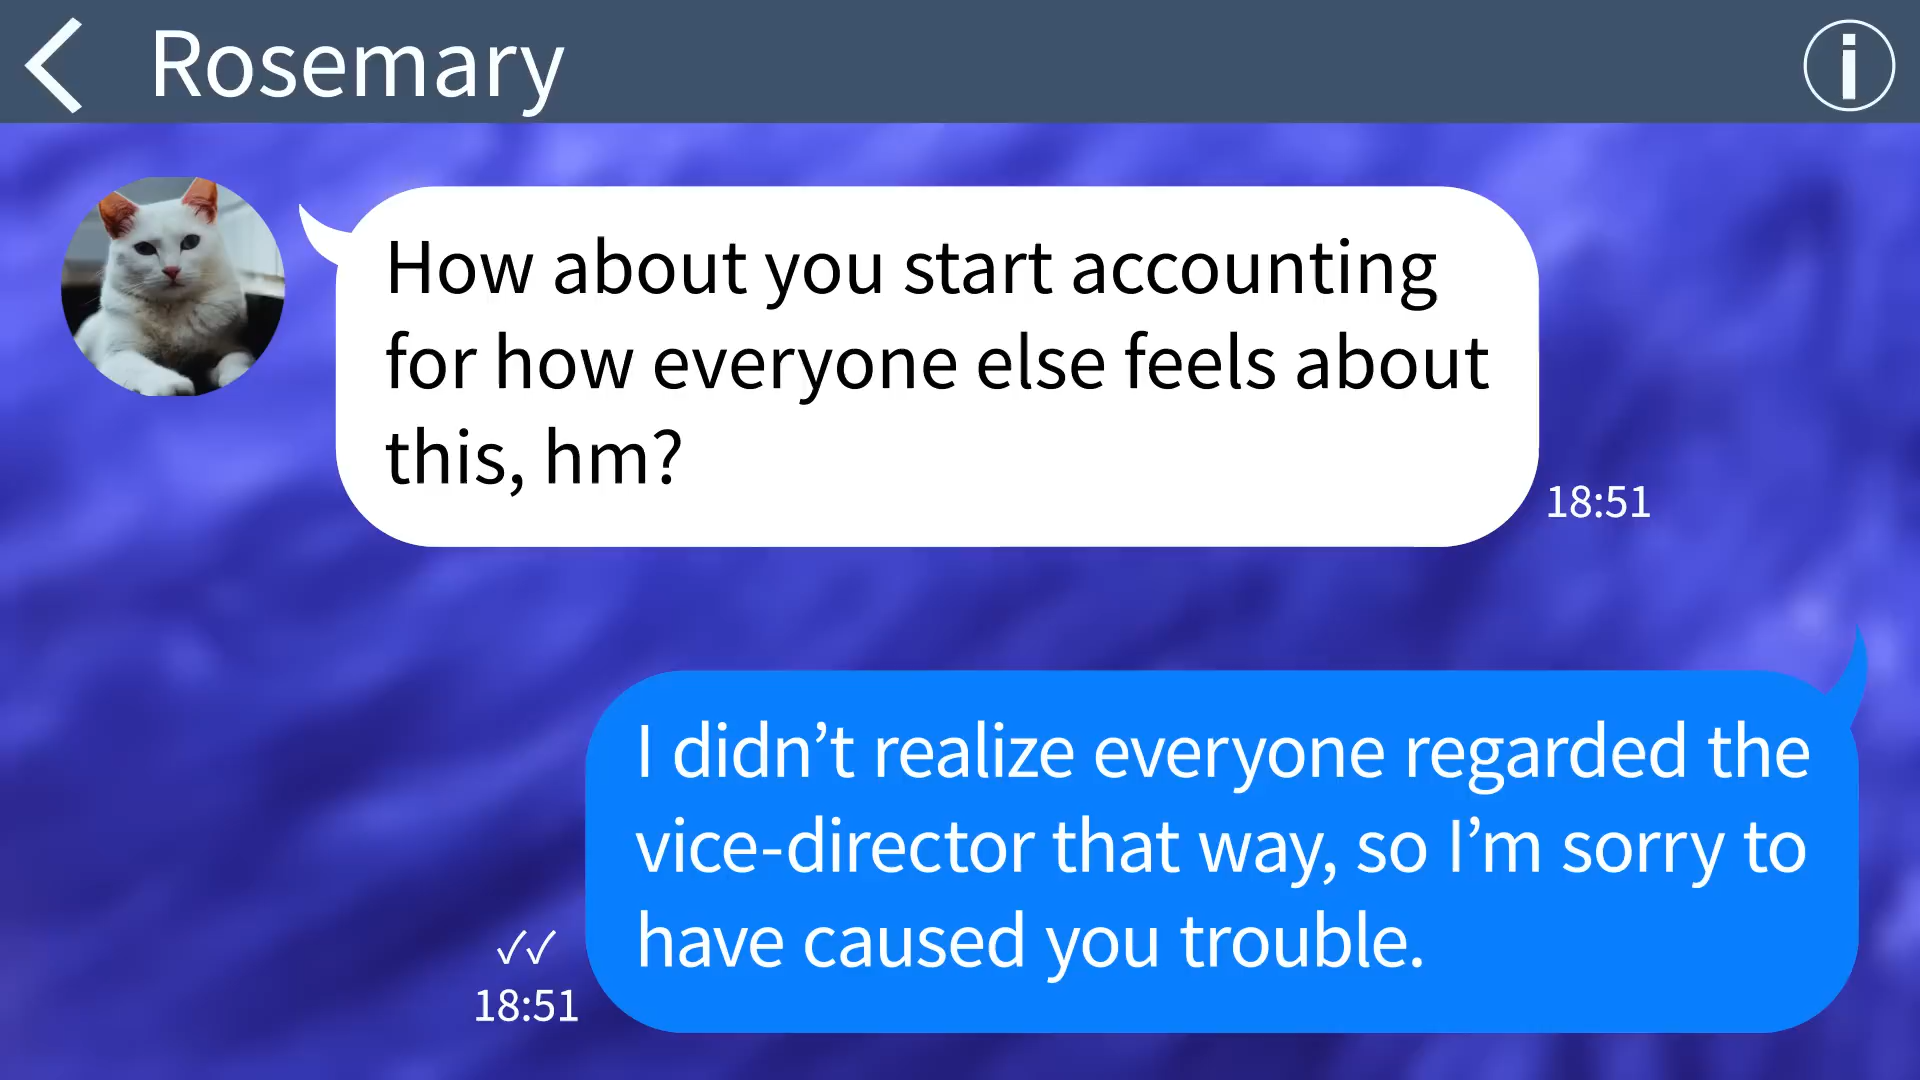 Rosemary
How about you start accounting
for how everyone else feels about
this, hm?
18:51
I didn’t realize everyone regarded the
vice-director that way, so I’m sorry to
have caused you trouble.
✓✓
18:51